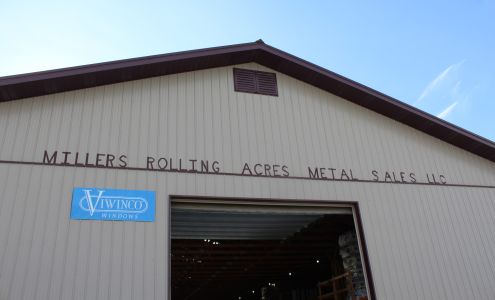 MILLERS ROLLING ACRES METAL SALES LLC
VIWINCO
WINDOWS